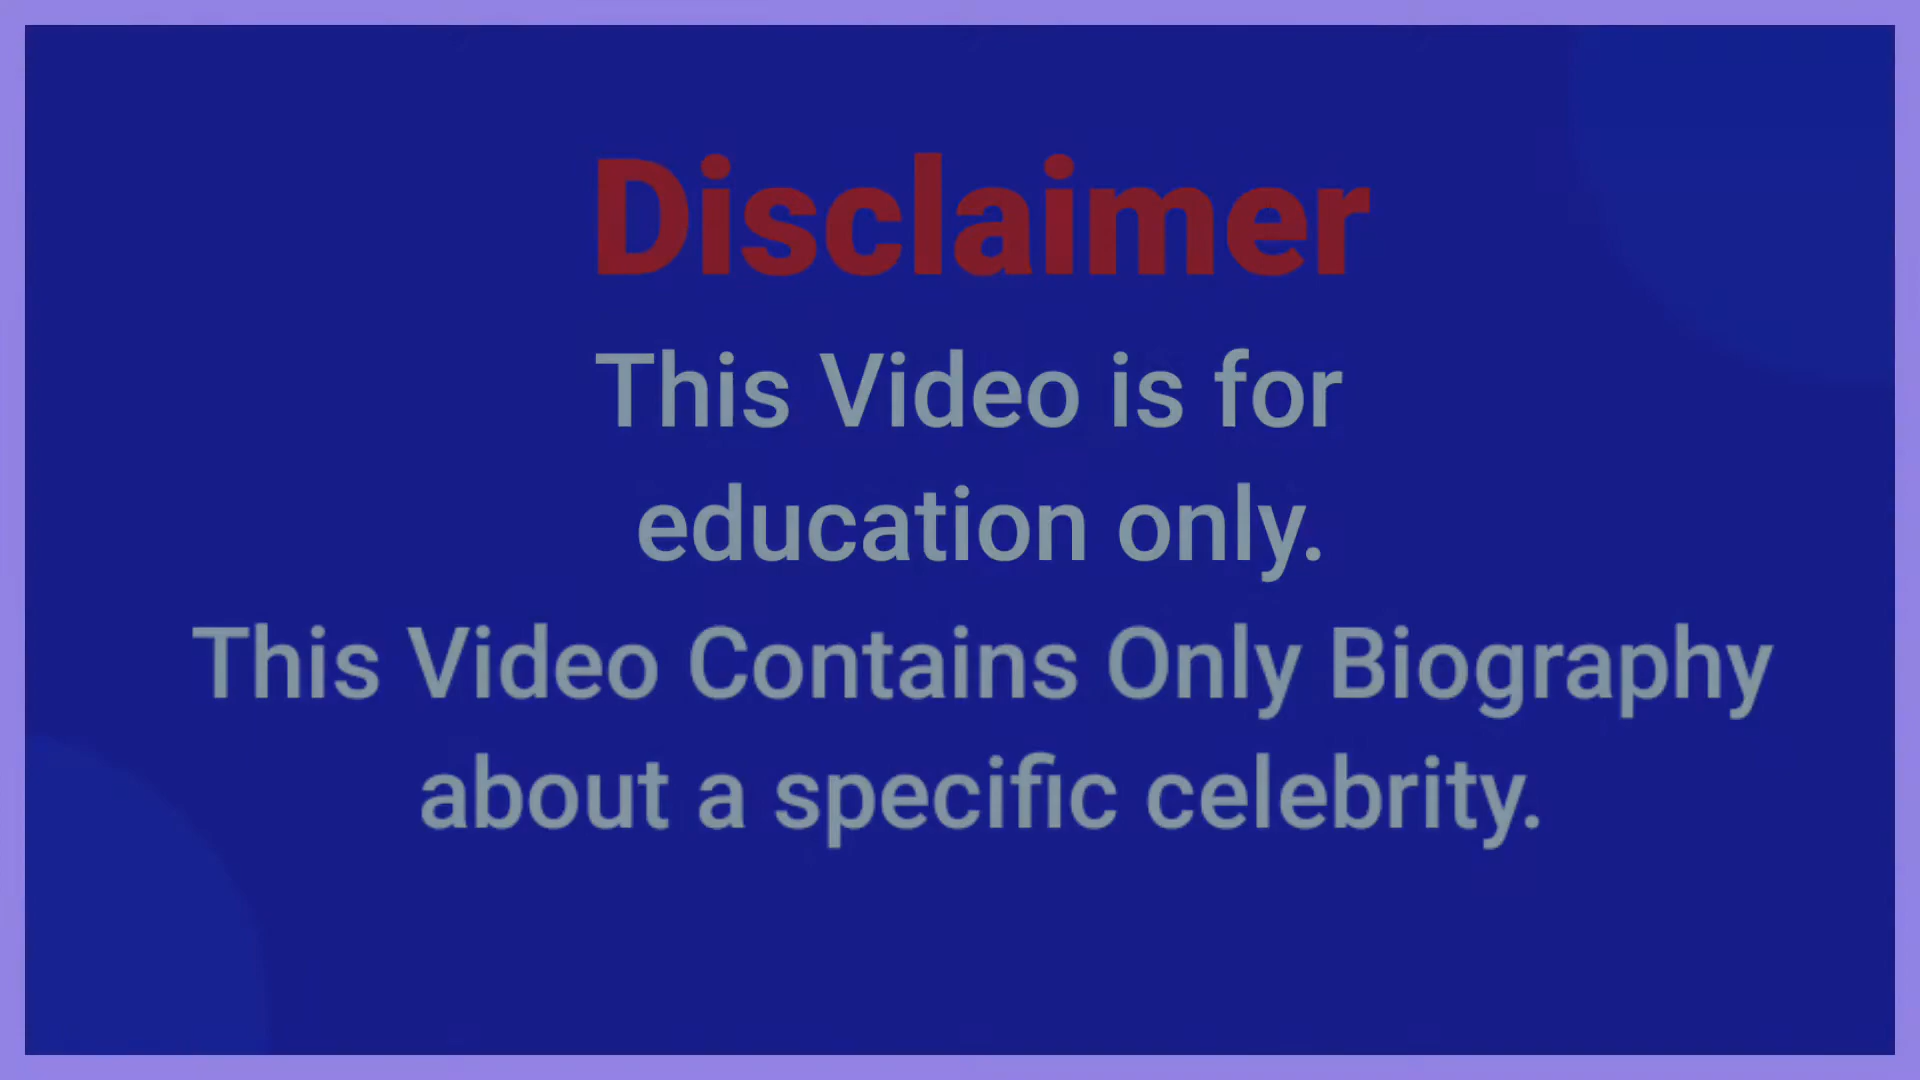 Disclaimer
This Video is for
education only.
This Video Contains Only Biography
about a specific celebrity.